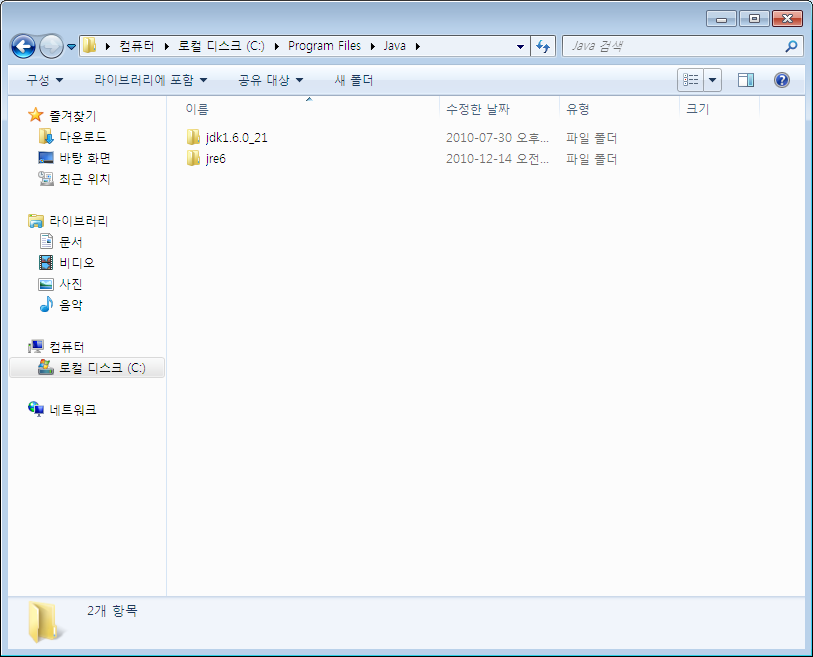 컴퓨터 로컬 디스크 (C:) Program Files Java Java 검색
구성 라이브러리에 포함 공유 대상 새 폴더
이름 수정한 날짜 유형 크기
jdk1.6.0_21 2010-07-30 오후... 파일 폴더
jre6 2010-12-14 오전... 파일 폴더
즐겨찾기
다운로드
바탕 화면
최근 위치
라이브러리
문서
비디오
사진
음악
컴퓨터
로컬 디스크 (C:)
네트워크
2개 항목